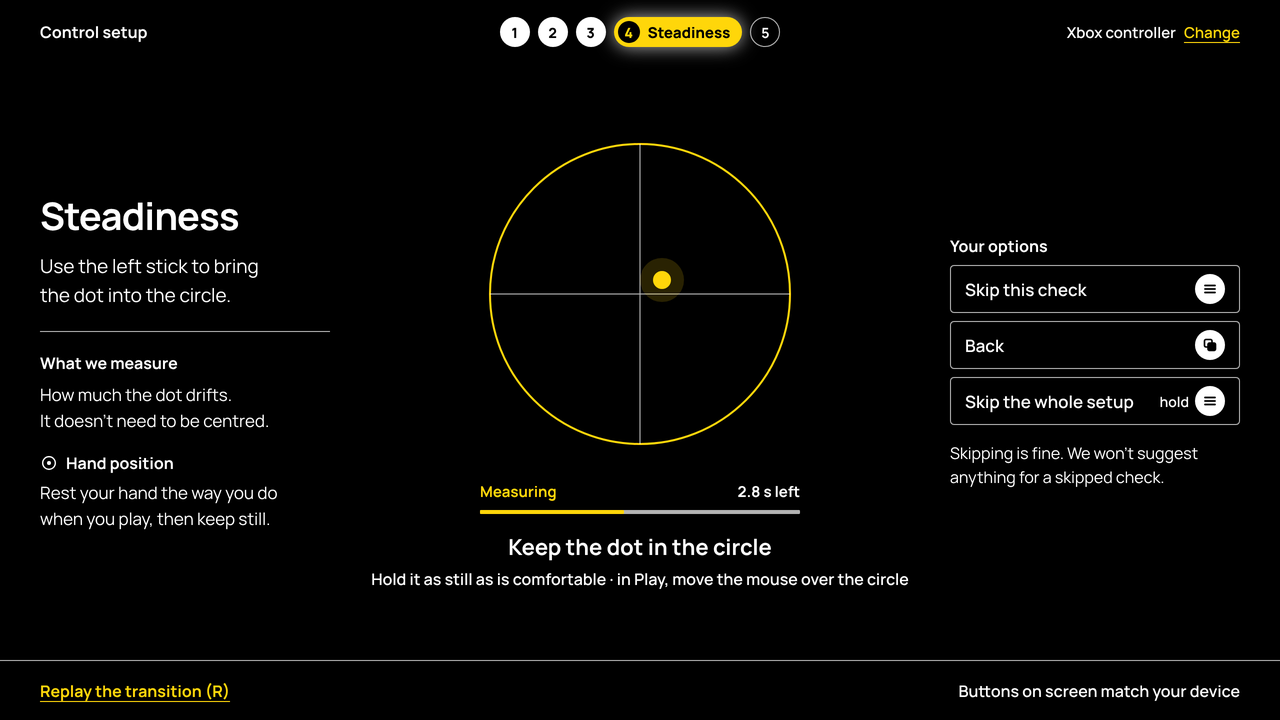 Control setup
1 2 3 4 Steadiness 5
Xbox controller Change
Steadiness
Use the left stick to bring
the dot into the circle.
What we measure
How much the dot drifts.
It doesn't need to be centred.
Hand position
Rest your hand the way you do
when you play, then keep still.
Measuring 2.8 s left
Keep the dot in the circle
Hold it as still as is comfortable · in Play, move the mouse over the circle
Your options
Skip this check
Back
Skip the whole setup hold
Skipping is fine. We won't suggest
anything for a skipped check.
Replay the transition (R)
Buttons on screen match your device